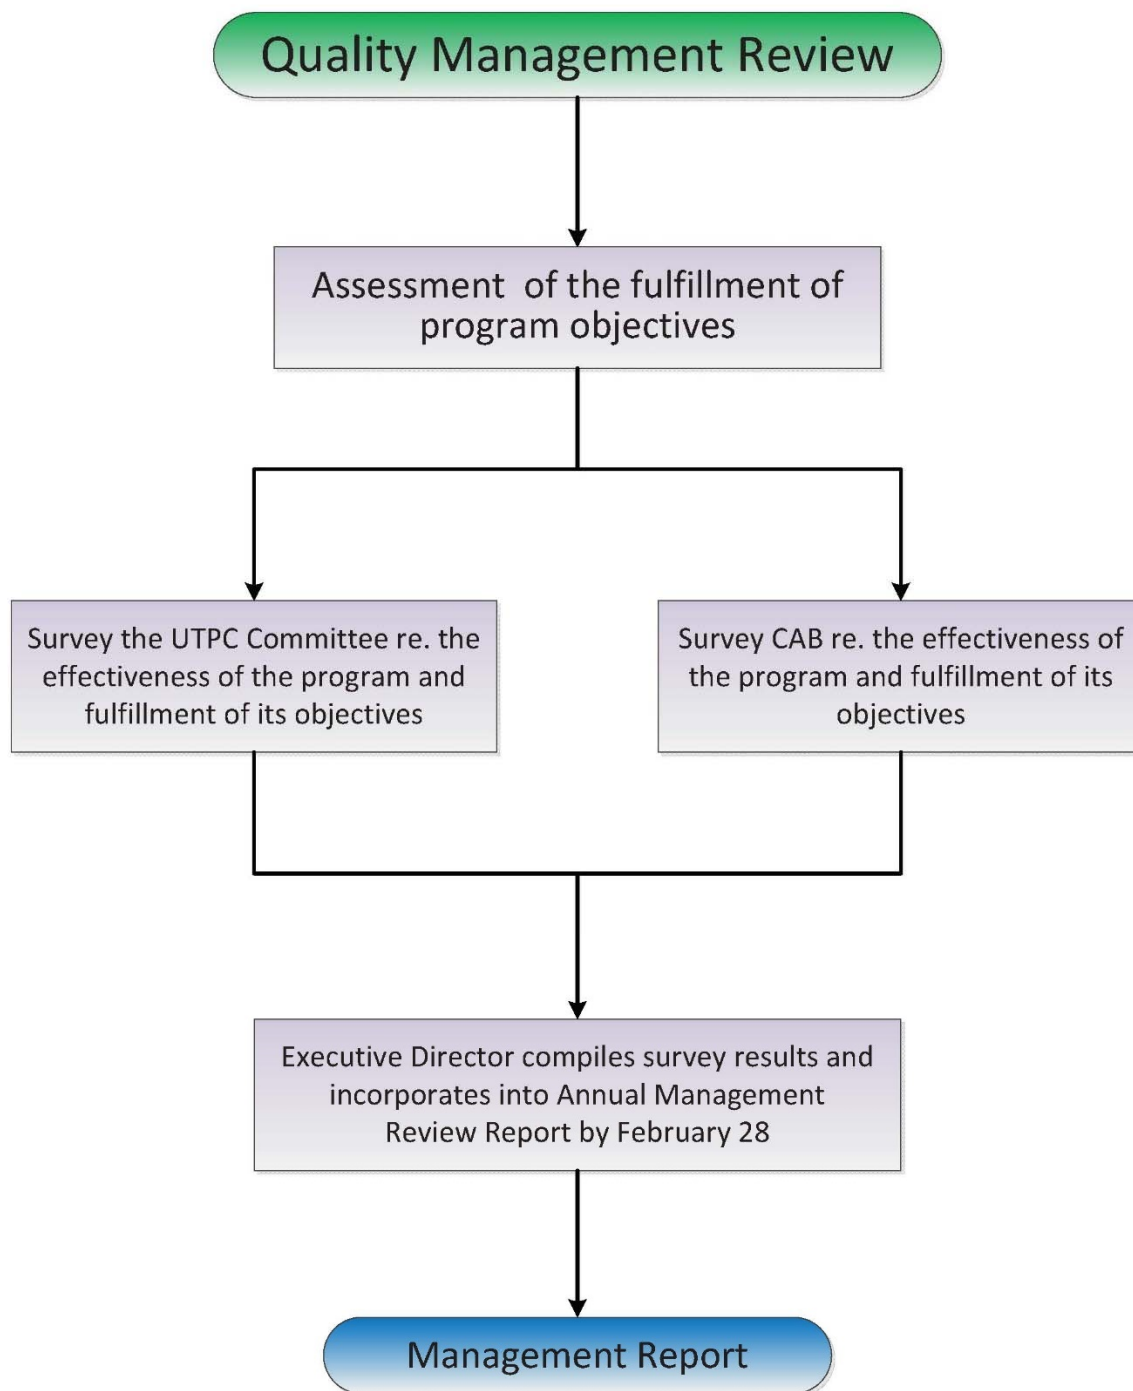 Quality Management Review
Assessment of the fulfillment of
program objectives
Survey the UTPC Committee re. the
effectiveness of the program and
fulfillment of its objectives
Survey CAB re. the effectiveness of
the program and fulfillment of its
objectives
Executive Director compiles survey results and
incorporates into Annual Management
Review Report by February 28
Management Report